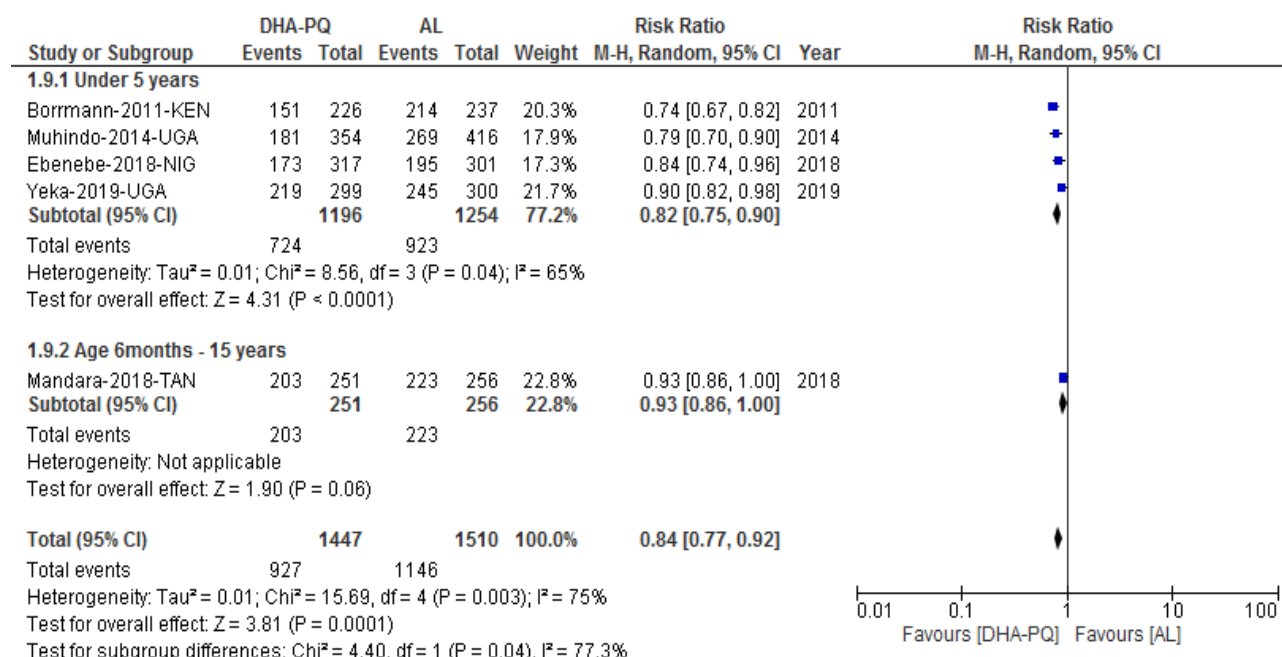 DHA-PQ AL Risk Ratio Risk Ratio
Study or Subgroup Events Total Events Total Weight M-H, Random, 95% CI Year M-H, Random, 95% CI
1.9.1 Under 5 years
Borrmann-2011-KEN 151 226 214 237 20.3% 0.74 [0.67, 0.82] 2011
Muhindo-2014-UGA 181 354 269 416 17.9% 0.79 [0.70, 0.90] 2014
Ebenebe-2018-NIG 173 317 195 301 17.3% 0.84 [0.74, 0.96] 2018
Yeka-2019-UGA 219 299 245 300 21.7% 0.90 [0.82, 0.98] 2019
Subtotal (95% CI) 1196 1254 77.2% 0.82 [0.75, 0.90]
Total events 724 923
Heterogeneity: Tau² = 0.01; Chi² = 8.56, df = 3 (P = 0.04); I² = 65%
Test for overall effect: Z = 4.31 (P < 0.0001)
1.9.2 Age 6months - 15 years
Mandara-2018-TAN 203 251 223 256 22.8% 0.93 [0.86, 1.00] 2018
Subtotal (95% CI) 251 256 22.8% 0.93 [0.86, 1.00]
Total events 203 223
Heterogeneity: Not applicable
Test for overall effect: Z = 1.90 (P = 0.06)
Total (95% CI) 1447 1510 100.0% 0.84 [0.77, 0.92]
Total events 927 1146
Heterogeneity: Tau² = 0.01; Chi² = 15.69, df = 4 (P = 0.003); I² = 75%
Test for overall effect: Z = 3.81 (P = 0.0001)
Test for subgroup differences: Chi² = 4.40, df = 1 (P = 0.04), I² = 77.3%
0.01 0.1 1 10 100
Favours [DHA-PQ] Favours [AL]